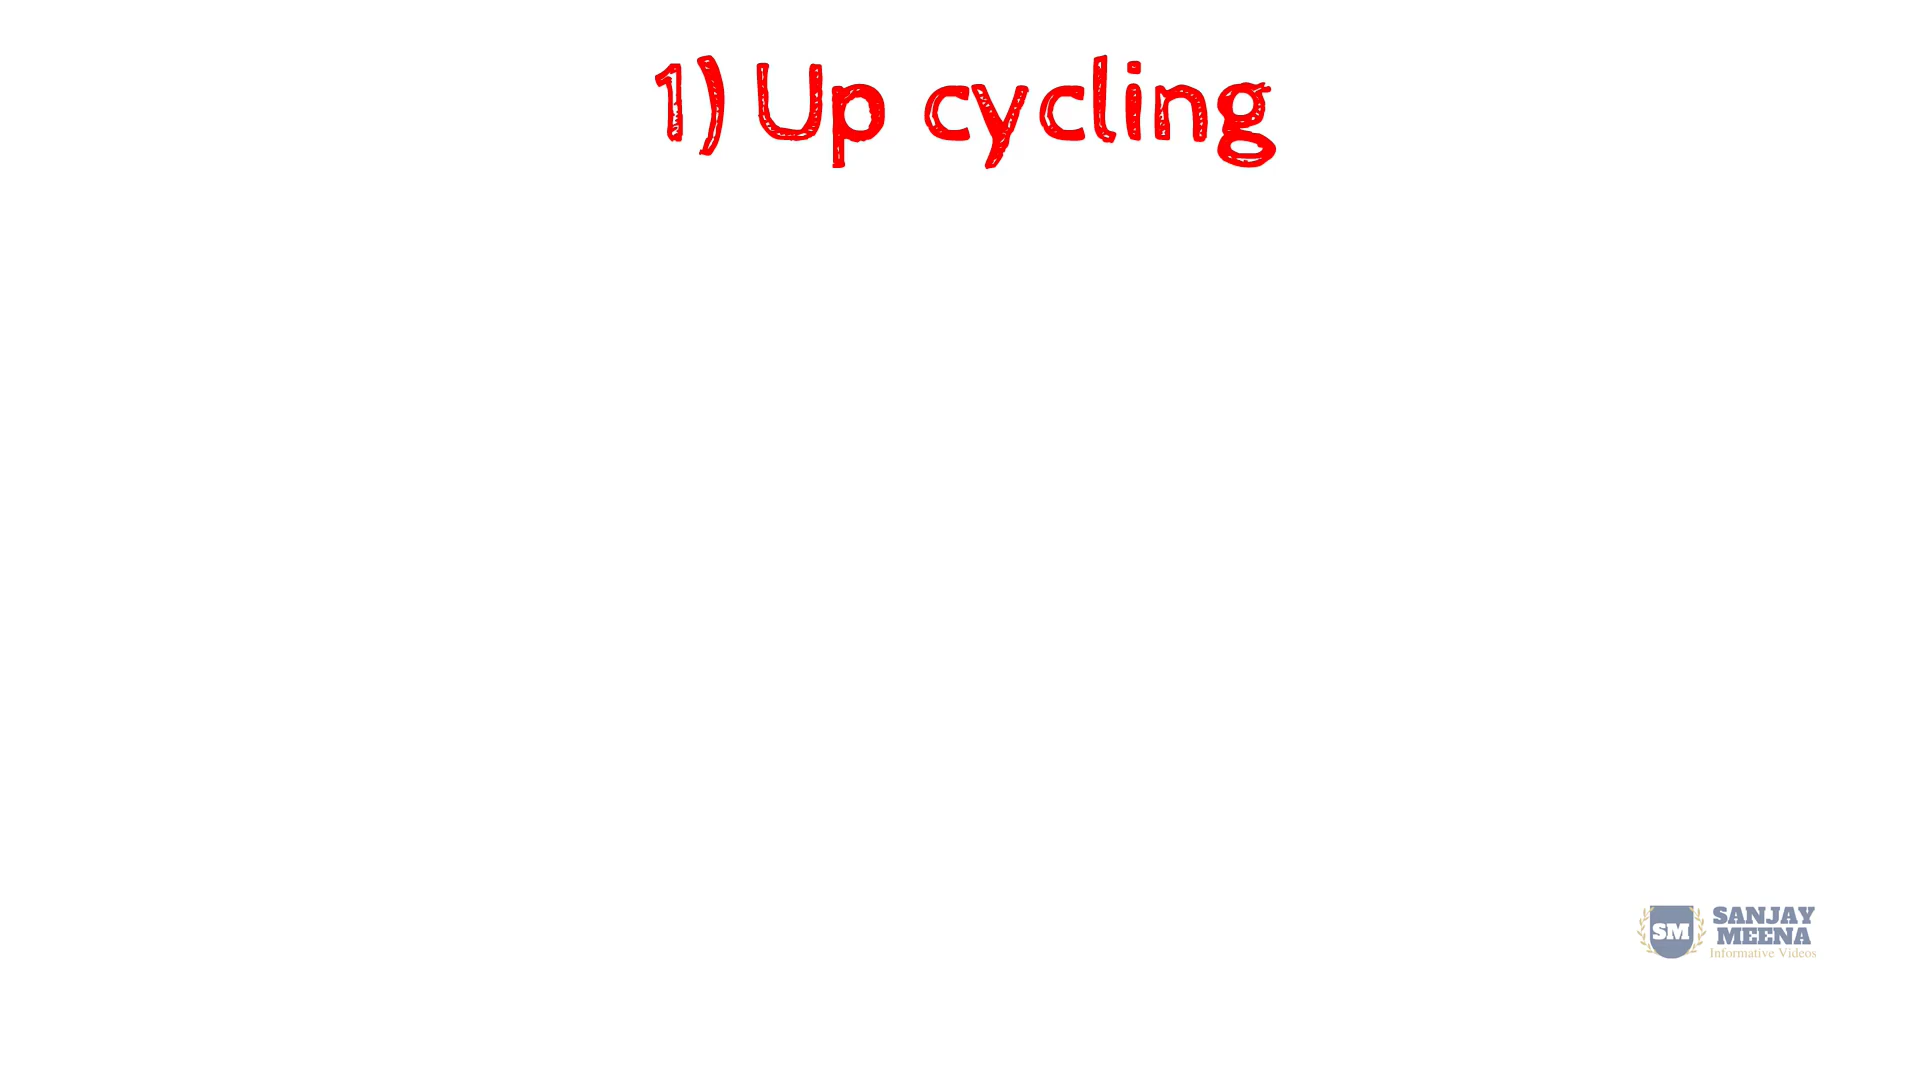 1) Up cycling
SM
SANJAY
MEENA
Informative Videos